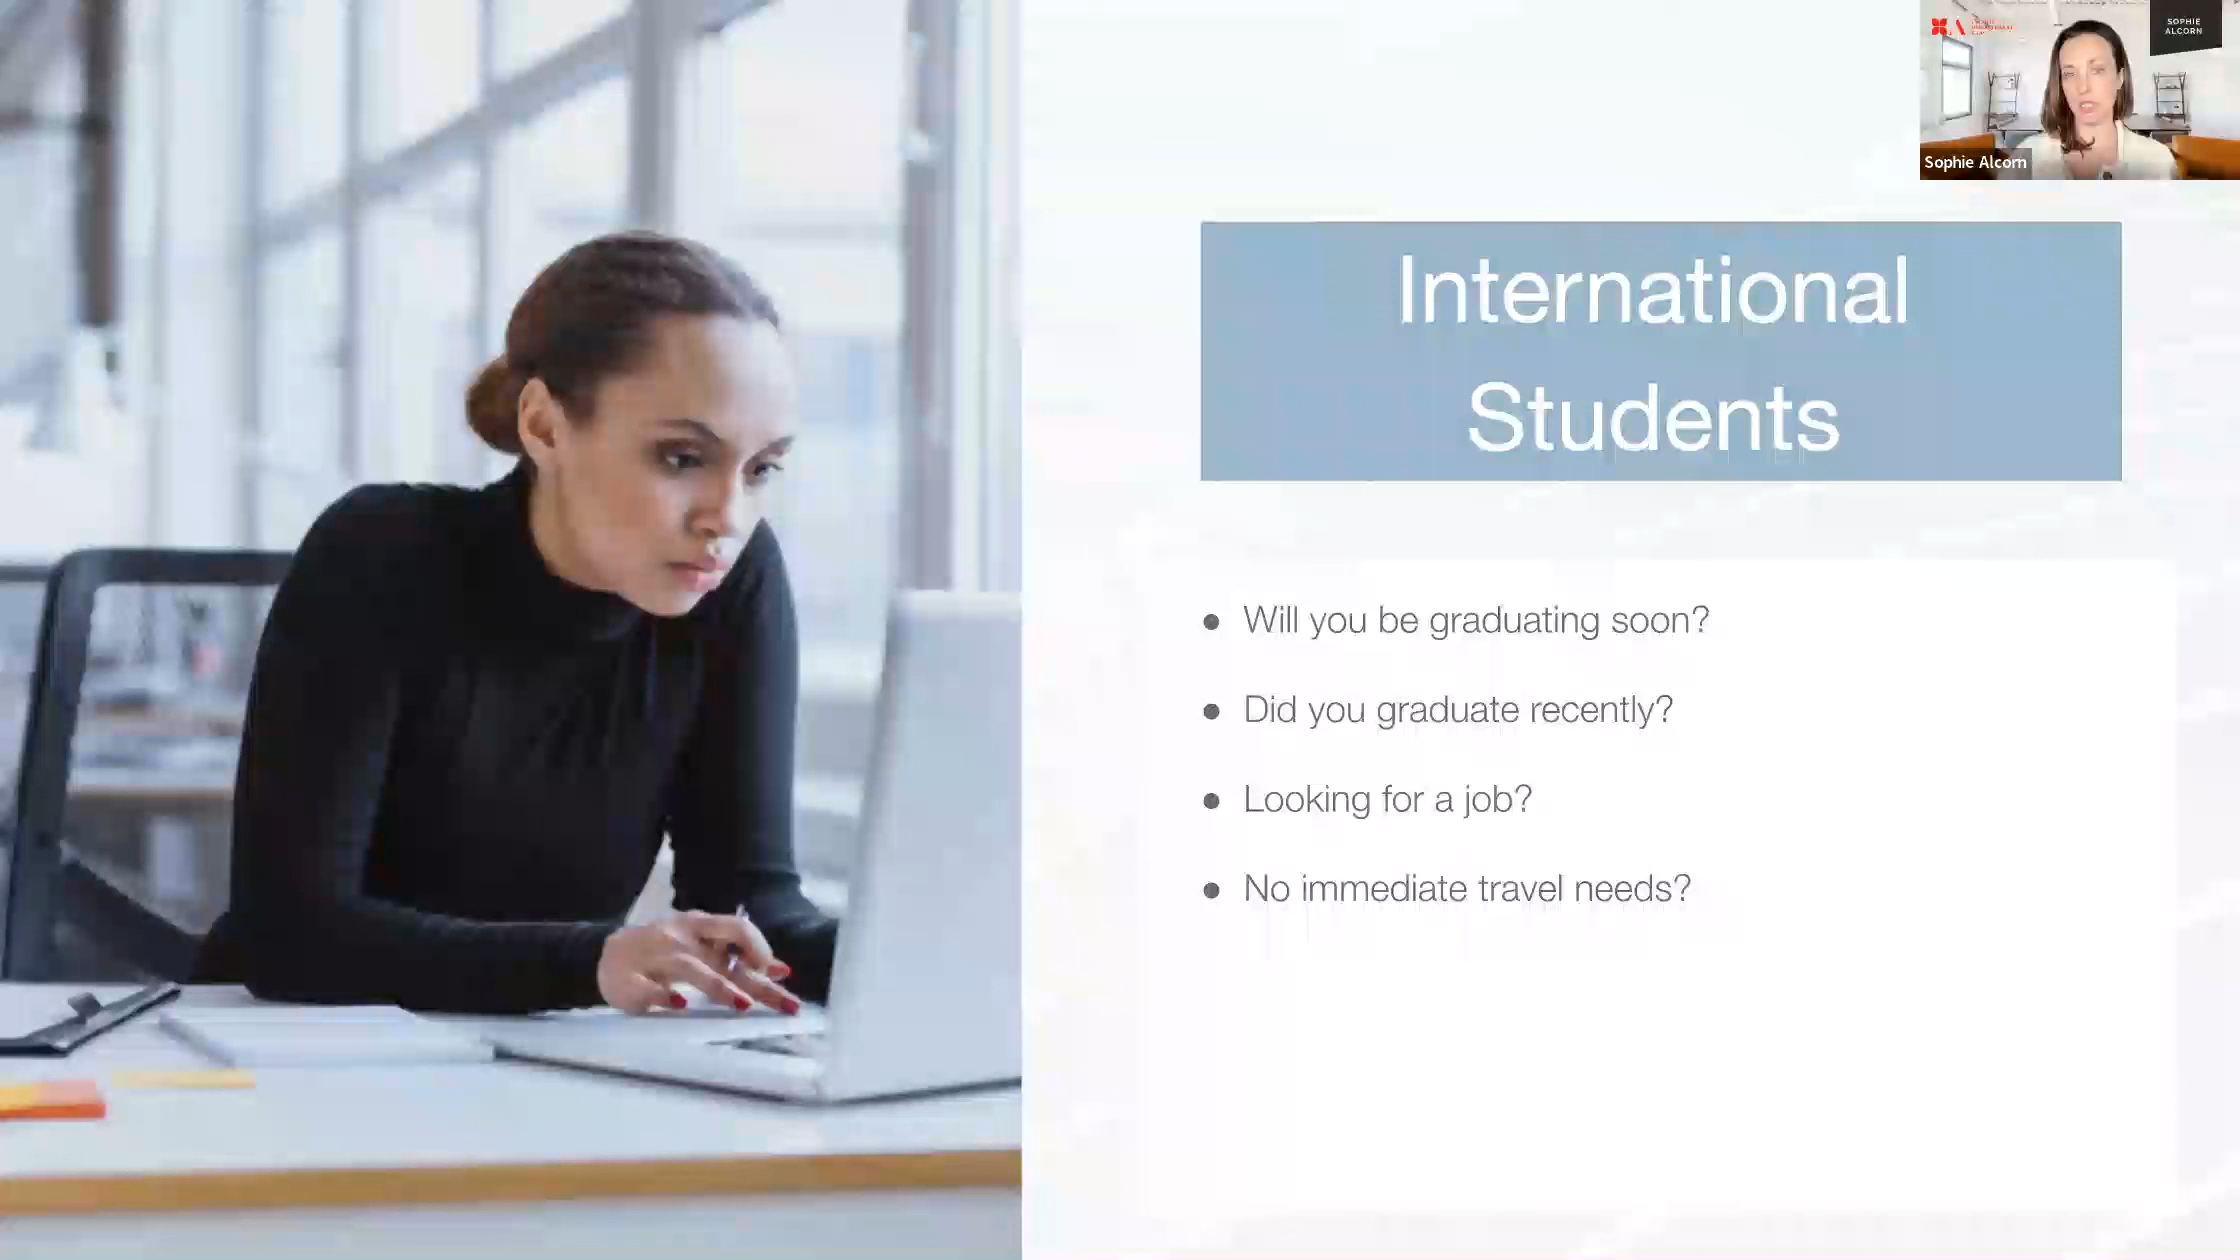 SOPHIE
ALCORN
Sophie Alcorn
International
Students
• Will you be graduating soon?
• Did you graduate recently?
• Looking for a job?
• No immediate travel needs?